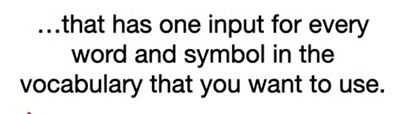 ...that has one input for every
word and symbol in the
vocabulary that you want to use.